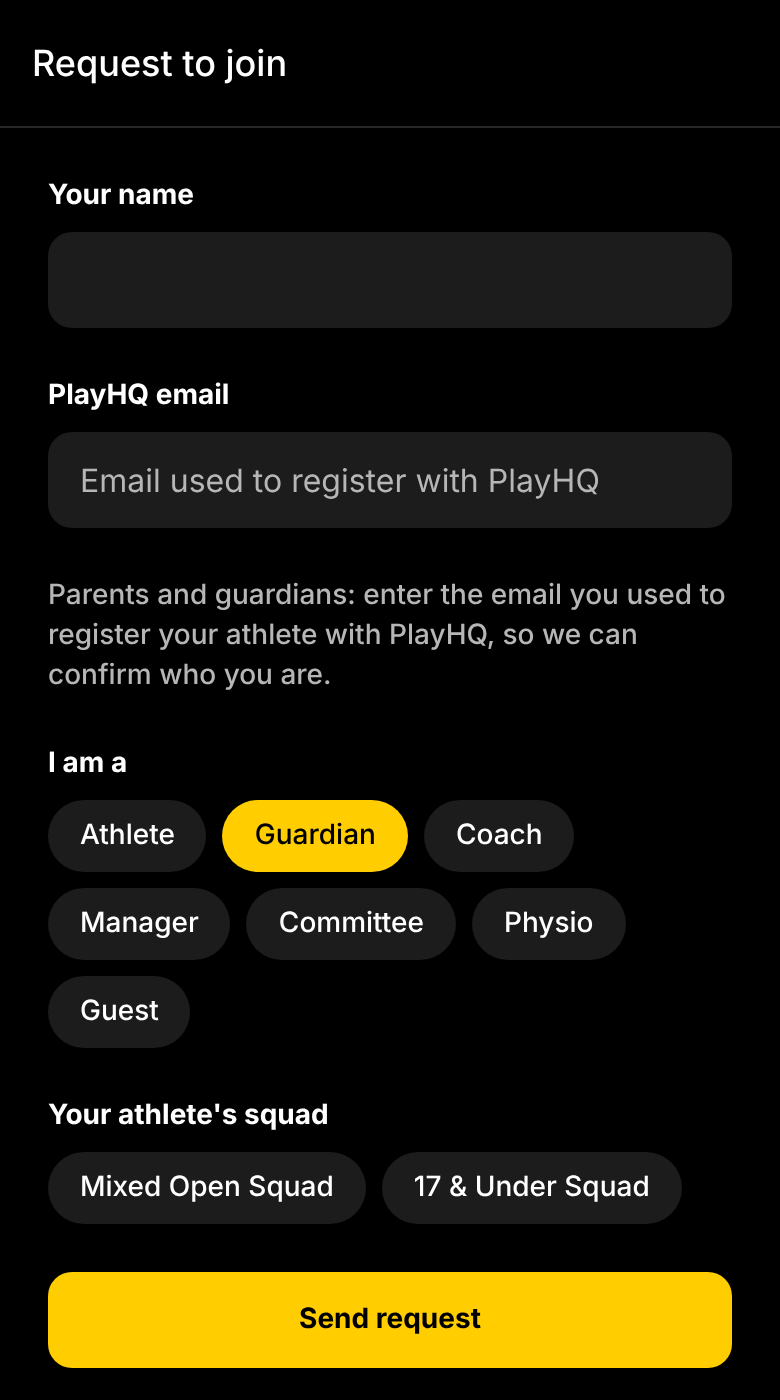 Request to join
Your name
PlayHQ email
Email used to register with PlayHQ
Parents and guardians: enter the email you used to
register your athlete with PlayHQ, so we can
confirm who you are.
I am a
Athlete Guardian Coach
Manager Committee Physio
Guest
Your athlete's squad
Mixed Open Squad 17 & Under Squad
Send request